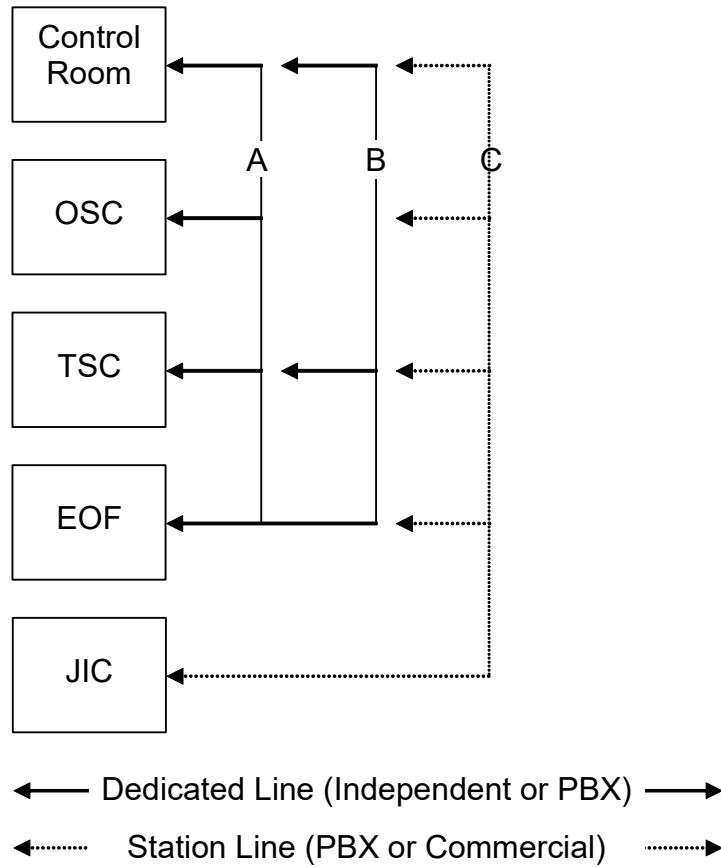 Control
Room
A
B
C
OSC
TSC
EOF
JIC
Dedicated Line (Independent or PBX)
Station Line (PBX or Commercial)